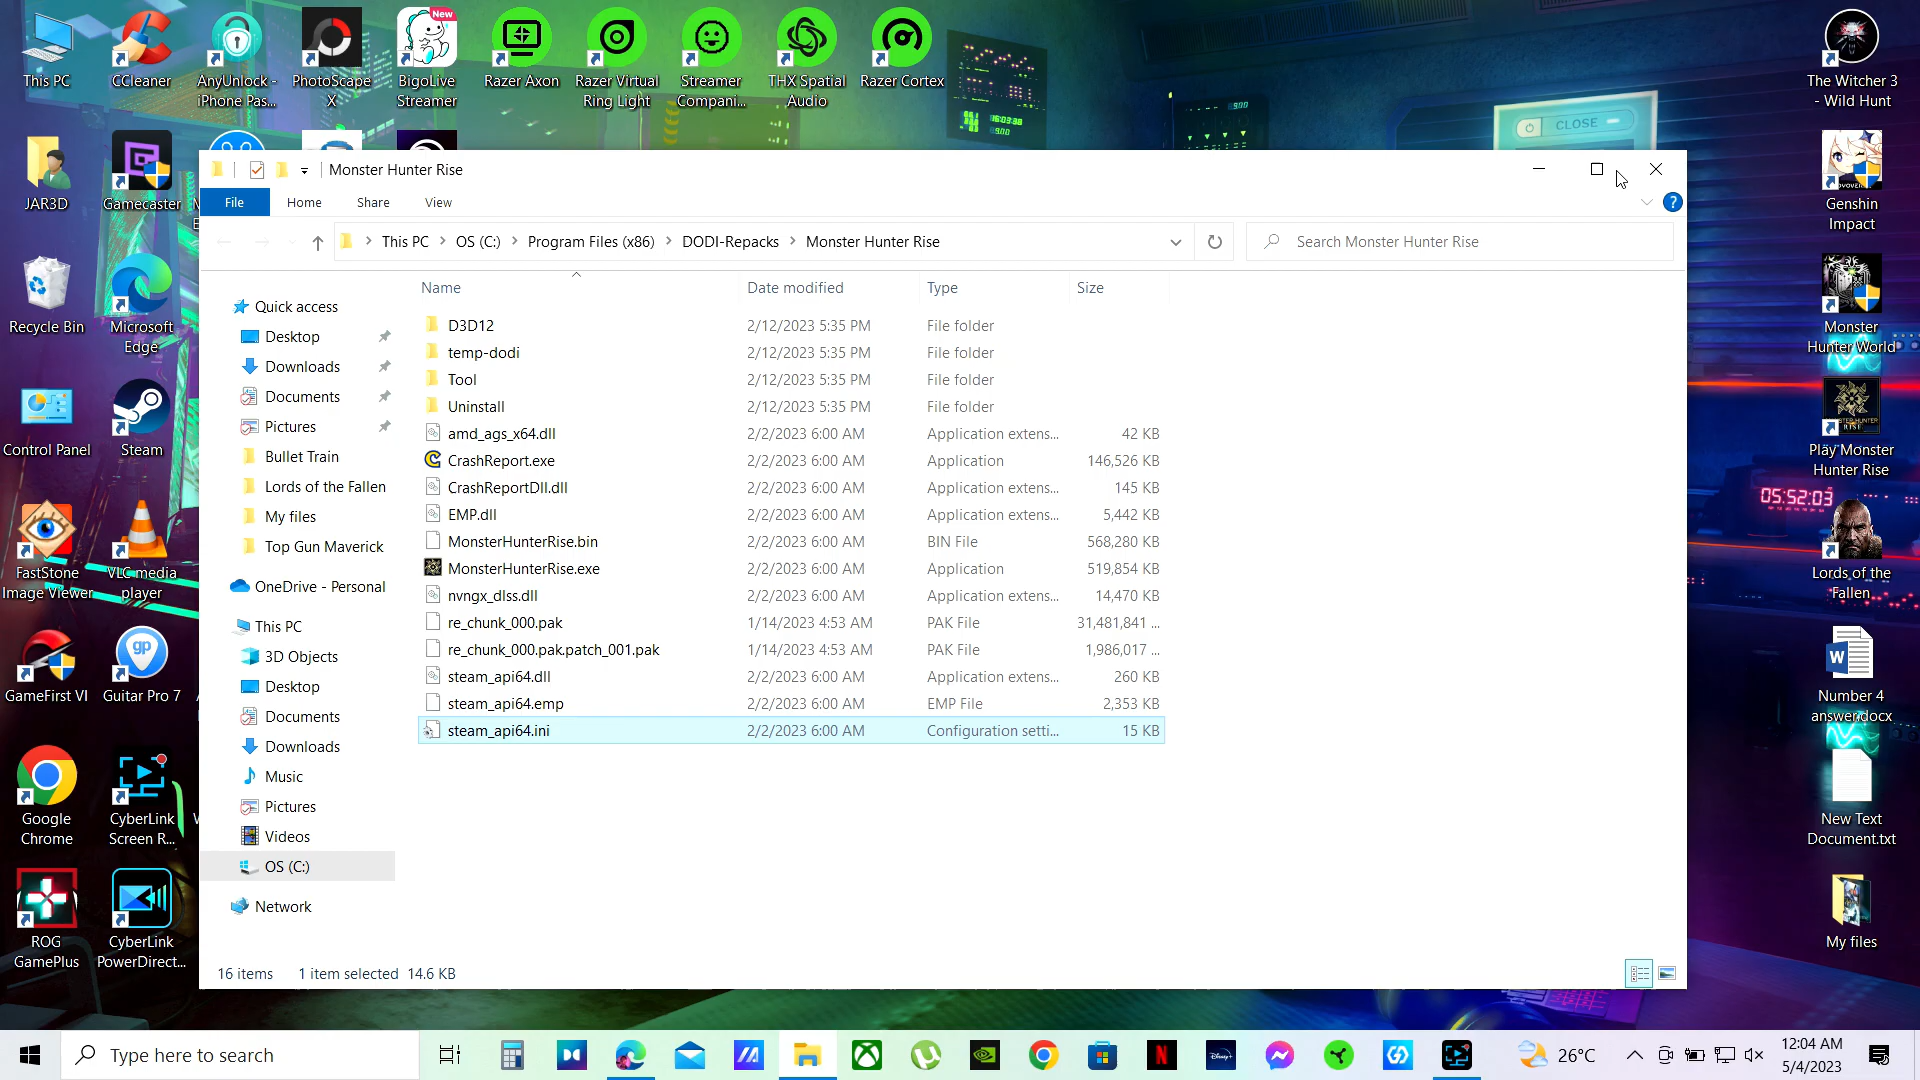 This PC
CCleaner
AnyUnlock -
iPhone Pas...
PhotoScape
X
New
BigoLive
Streamer
Razer Axon
Razer Virtual
Ring Light
Streamer
Compani...
THX Spatial
Audio
Razer Cortex
The Witcher 3
- Wild Hunt
16:03:38
9.00
9.00
CLOSE
JAR3D
Gamecaster
Genshin
Impact
Recycle Bin
Microsoft
Edge
Monster
Hunter World
Control Panel
Steam
Play Monster
Hunter Rise
05:52:03
FastStone
Image Viewer
VLC media
player
Lords of the
Fallen
GameFirst VI
gp
Guitar Pro 7
W
Number 4
answer.docx
Google
Chrome
CyberLink
Screen R...
New Text
Document.txt
ROG
GamePlus
CyberLink
PowerDirect...
My files
Monster Hunter Rise
File Home Share View
?
This PC > OS (C:) > Program Files (x86) > DODI-Repacks > Monster Hunter Rise
Search Monster Hunter Rise
Name Date modified Type Size
Quick access
Desktop
Downloads
Documents
Pictures
Bullet Train
Lords of the Fallen
My files
Top Gun Maverick
OneDrive - Personal
This PC
3D Objects
Desktop
Documents
Downloads
Music
Pictures
Videos
OS (C:)
Network
D3D12 2/12/2023 5:35 PM File folder
temp-dodi 2/12/2023 5:35 PM File folder
Tool 2/12/2023 5:35 PM File folder
Uninstall 2/12/2023 5:35 PM File folder
amd_ags_x64.dll 2/2/2023 6:00 AM Application extens... 42 KB
CrashReport.exe 2/2/2023 6:00 AM Application 146,526 KB
CrashReportDll.dll 2/2/2023 6:00 AM Application extens... 145 KB
EMP.dll 2/2/2023 6:00 AM Application extens... 5,442 KB
MonsterHunterRise.bin 2/2/2023 6:00 AM BIN File 568,280 KB
MonsterHunterRise.exe 2/2/2023 6:00 AM Application 519,854 KB
nvngx_dlss.dll 2/2/2023 6:00 AM Application extens... 14,470 KB
re_chunk_000.pak 1/14/2023 4:53 AM PAK File 31,481,841 ...
re_chunk_000.pak.patch_001.pak 1/14/2023 4:53 AM PAK File 1,986,017 ...
steam_api64.dll 2/2/2023 6:00 AM Application extens... 260 KB
steam_api64.emp 2/2/2023 6:00 AM EMP File 2,353 KB
steam_api64.ini 2/2/2023 6:00 AM Configuration setti... 15 KB
16 items 1 item selected 14.6 KB
Type here to search
26°C
12:04 AM
5/4/2023